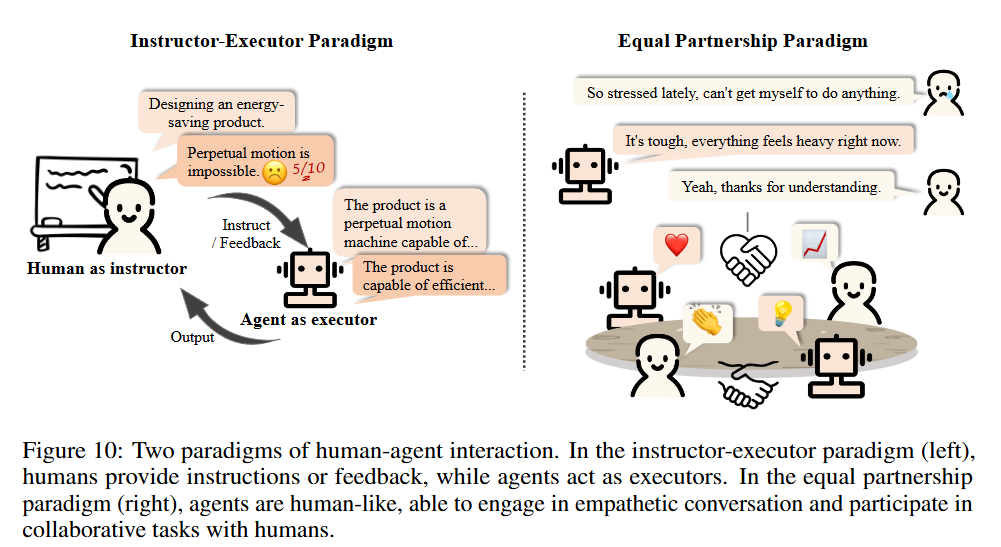 Instructor-Executor Paradigm
Designing an energy-
saving product.
Perpetual motion is
impossible. 5/10
Instruct
/ Feedback
The product is a
perpetual motion
machine capable of...
The product is
capable of efficient...
Human as instructor
Agent as executor
Output
Equal Partnership Paradigm
So stressed lately, can't get myself to do anything.
It's tough, everything feels heavy right now.
Yeah, thanks for understanding.
Figure 10: Two paradigms of human-agent interaction. In the instructor-executor paradigm (left),
humans provide instructions or feedback, while agents act as executors. In the equal partnership
paradigm (right), agents are human-like, able to engage in empathetic conversation and participate in
collaborative tasks with humans.